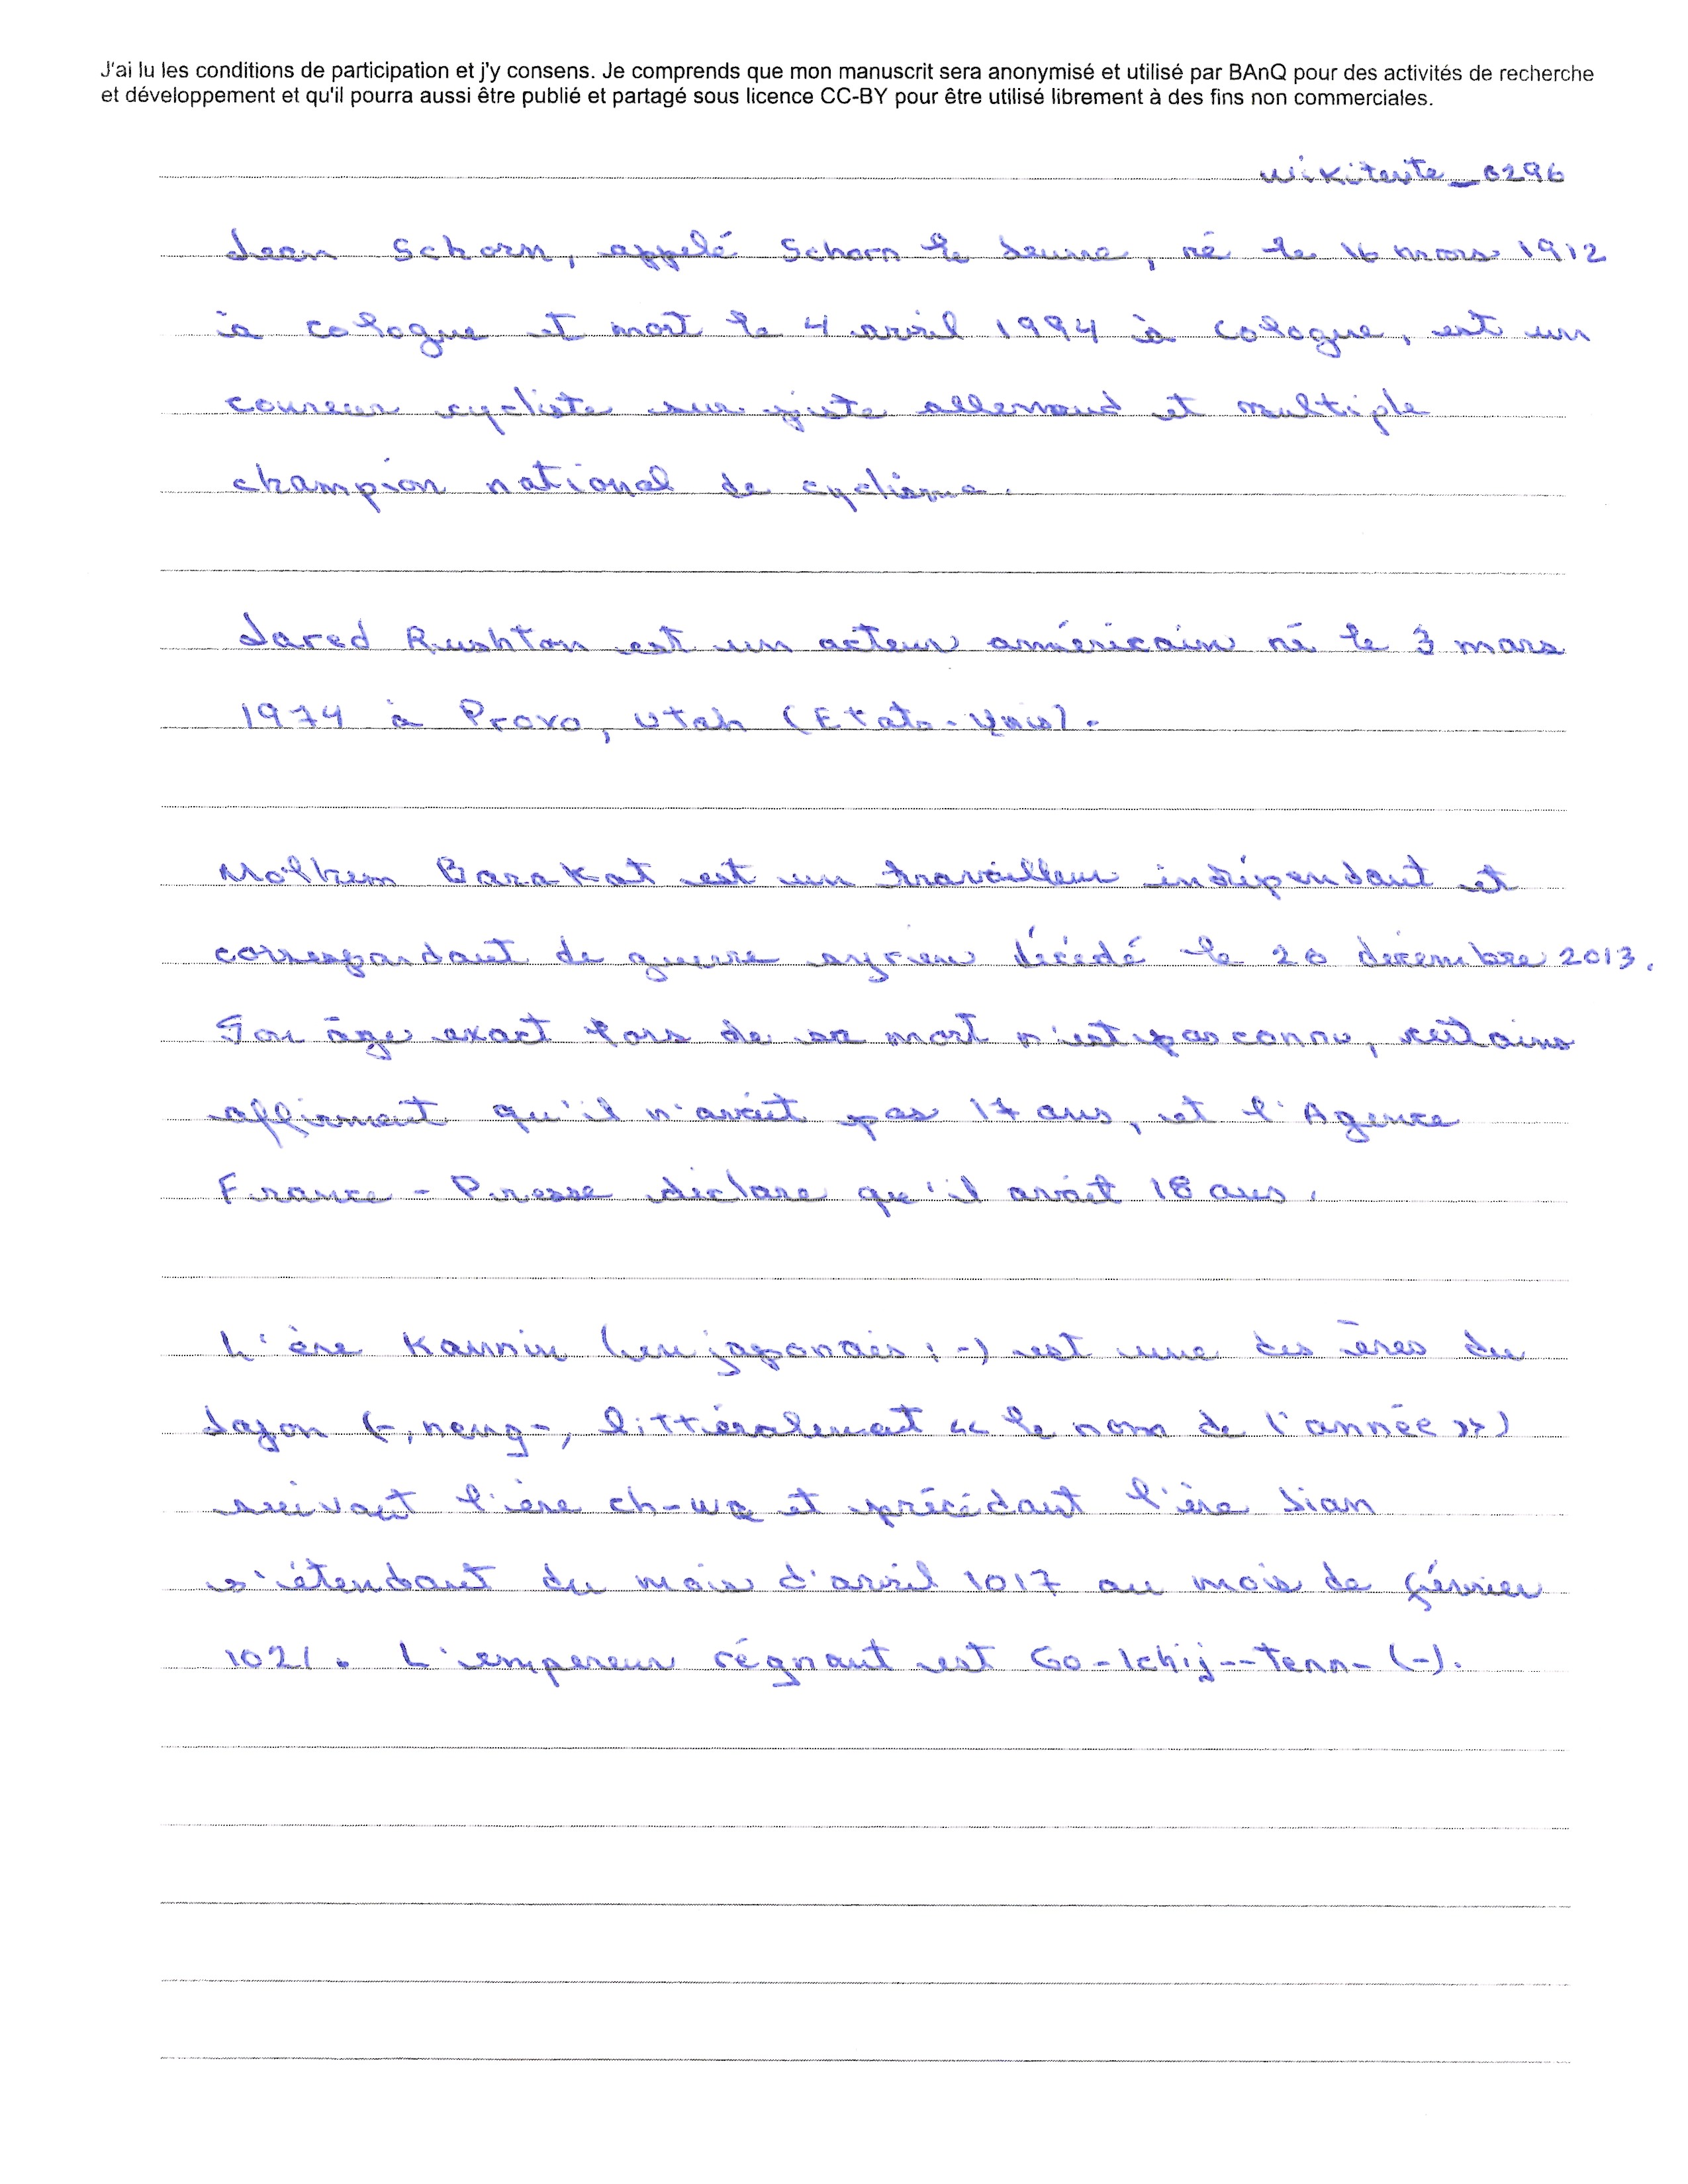 J'ai lu les conditions de participation et j'y consens. Je comprends que mon manuscrit sera anonymisé et utilisé par BAnQ pour des activités de recherche
et développement et qu'il pourra aussi être publié et partagé sous licence CC-BY pour être utilisé librement à des fins non commerciales.
wikitexte_0296
Jean Schorn, appelé Schorn le Jeune, né le 16 mars 1912
à cologne et mort le 4 avril 1994 à Cologne, est un
coureur cycliste sur piste allemand et multiple
champion national de cyclisme.
Jared Rushton est un acteur américain né le 3 mars
1974 à Provo, Utah (Etats-Unis).
Molhem Barakat est un travailleur indépendant et
correspondant de guerre syrien décédé le 20 décembre 2013.
Son âge exact lors de sa mort n'est pas connu, certains
affirment qu'il n'avait pas 17 ans, et l'Agence
France-Presse déclare qu'il avait 18 ans.
L'ère Kannin (en japonais : -) est une des ères du
Japon (-, neng-, littéralement « le nom de l'année »)
suivant l'ère ch-wa et précédant l'ère Jian
s'étendant du mois d'avril 1017 au mois de février
1021. L'empereur régnant est Go-Ichij--tenn- (-).